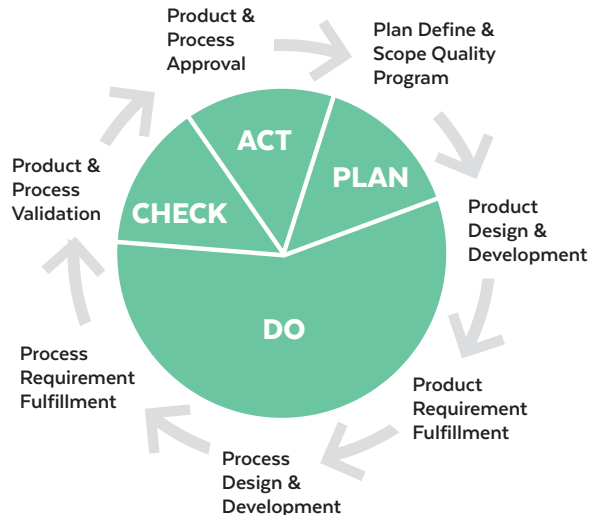 Product &
Process
Approval
Plan Define &
Scope Quality
Program
ACT
PLAN
Product &
Process
Validation
CHECK
Product
Design &
Development
DO
Process
Requirement
Fulfillment
Product
Requirement
Fulfillment
Process
Design &
Development